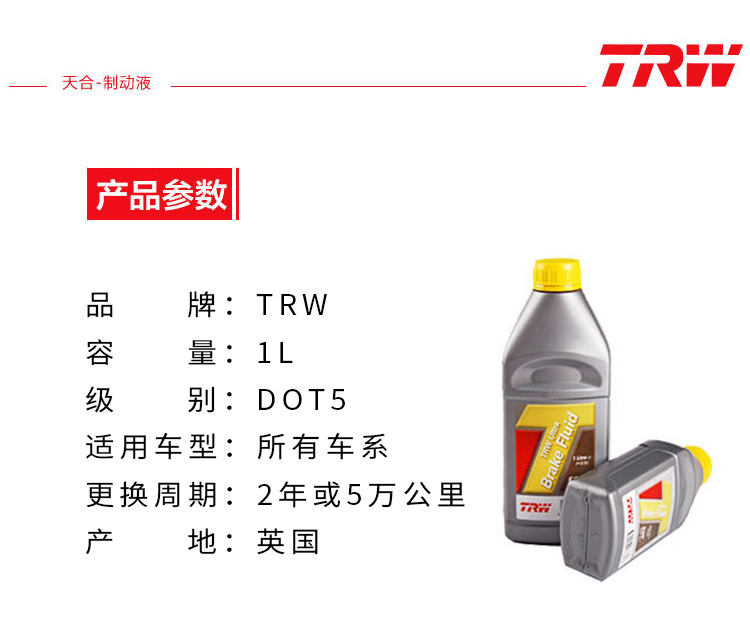 天合-制动液
TRW
产品参数
品牌：TRW
容量：1L
级别：DOT5
适用车型：所有车系
更换周期：2年或5万公里
产地：英国
TRW Ultra
Brake Fluid
1 Litre
TRW
TRW